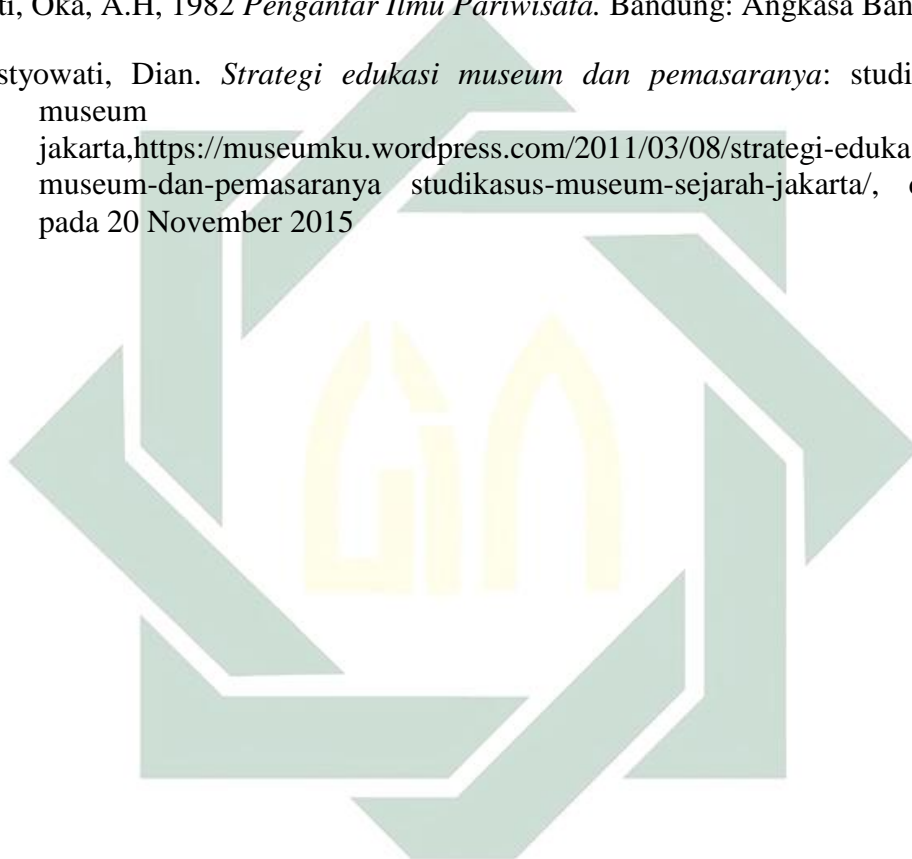 ti, Oka, A.H, 1982 Pengantar Ilmu Pariwisata. Bandung: Angkasa Ban
styowati, Dian. Strategi edukasi museum dan pemasaranya: studi
museum
jakarta,https://museumku.wordpress.com/2011/03/08/strategi-eduka
museum-dan-pemasaranya studikasus-museum-sejarah-jakarta/,
pada 20 November 2015